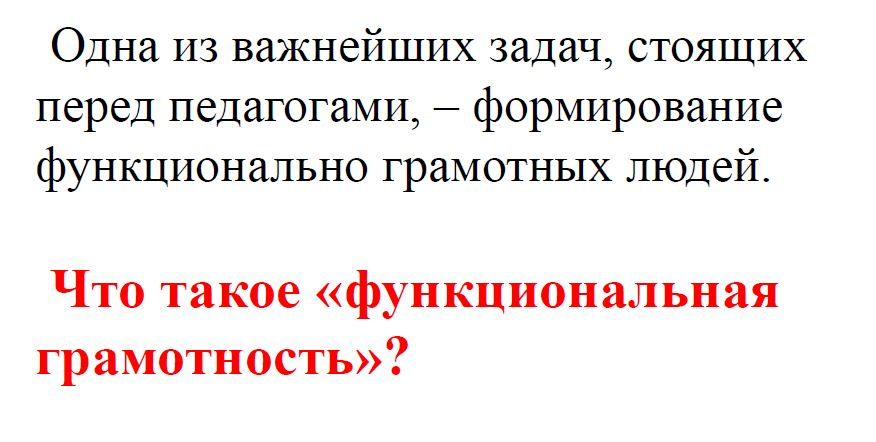 Одна из важнейших задач, стоящих
перед педагогами, – формирование
функционально грамотных людей.
Что такое «функциональная
грамотность»?